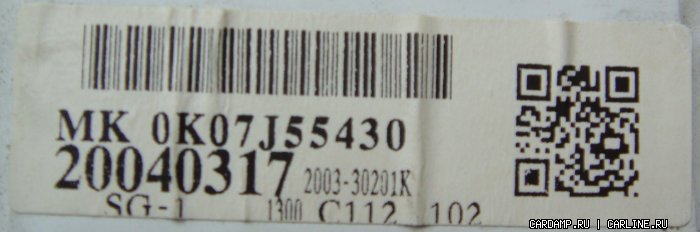 MK 0K07J55430
20040317 2003-30201K
SG-1 1300 C112 102
CARDAMP.RU | CARLINE.RU